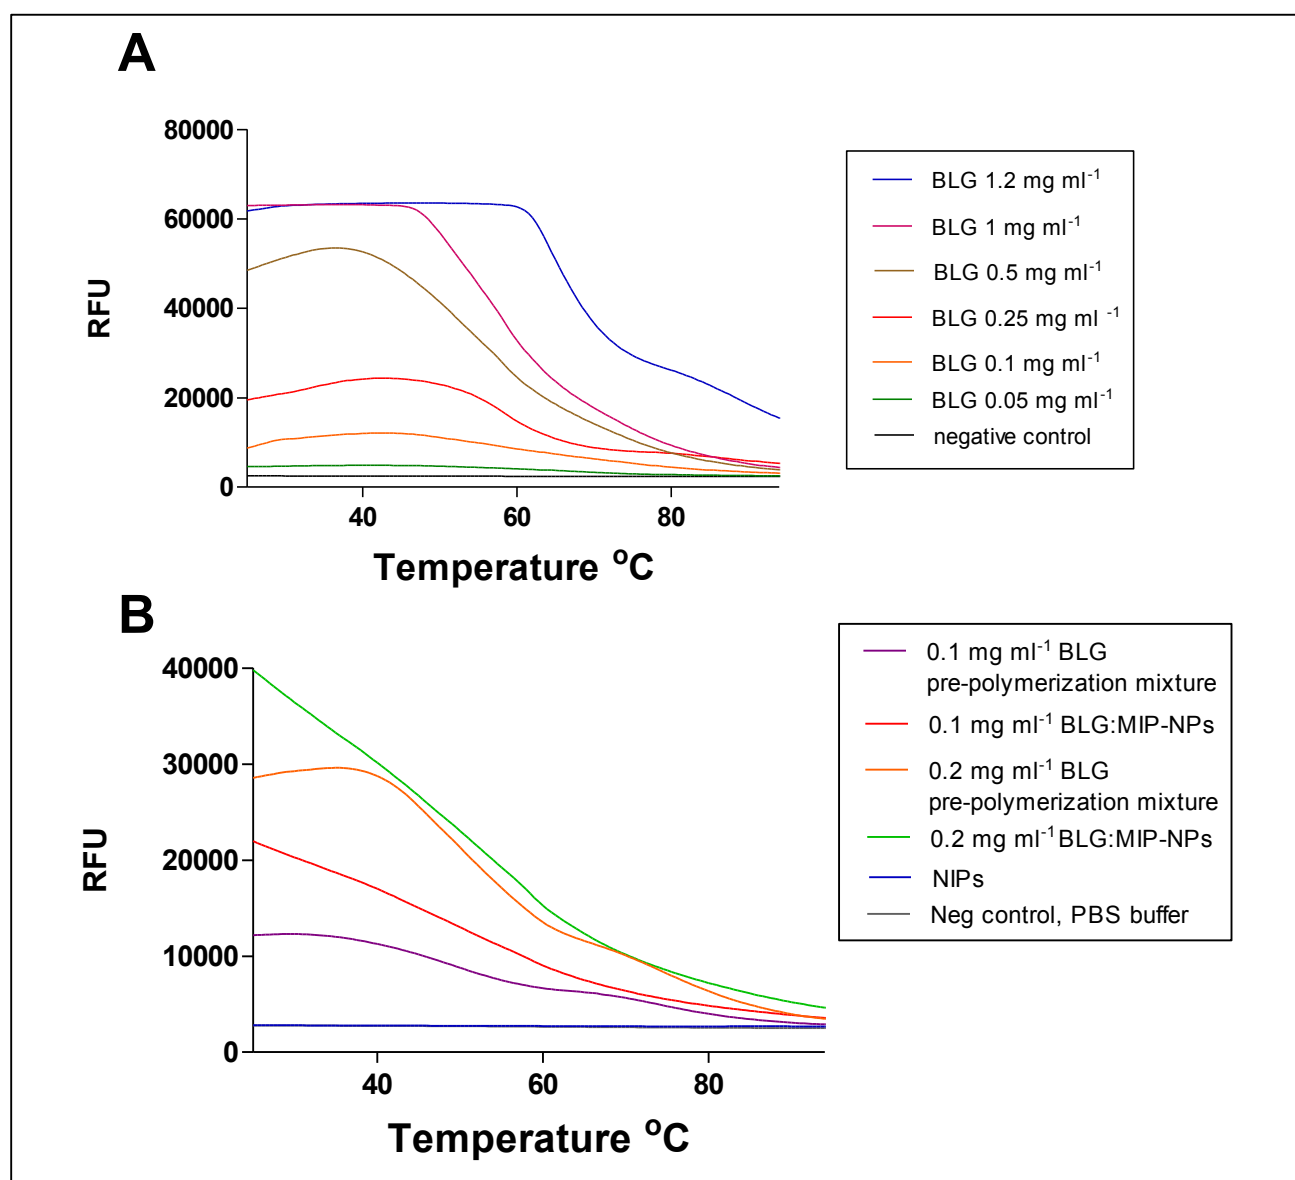 A
80000
60000
40000
20000
0
RFU
40 60 80
Temperature ºC
BLG 1.2 mg ml⁻¹
BLG 1 mg ml⁻¹
BLG 0.5 mg ml⁻¹
BLG 0.25 mg ml ⁻¹
BLG 0.1 mg ml⁻¹
BLG 0.05 mg ml⁻¹
negative control
B
40000
30000
20000
10000
0
RFU
40 60 80
Temperature ºC
0.1 mg ml⁻¹ BLG
pre-polymerization mixture
0.1 mg ml⁻¹ BLG:MIP-NPs
0.2 mg ml⁻¹ BLG
pre-polymerization mixture
0.2 mg ml⁻¹ BLG:MIP-NPs
NIPs
Neg control, PBS buffer